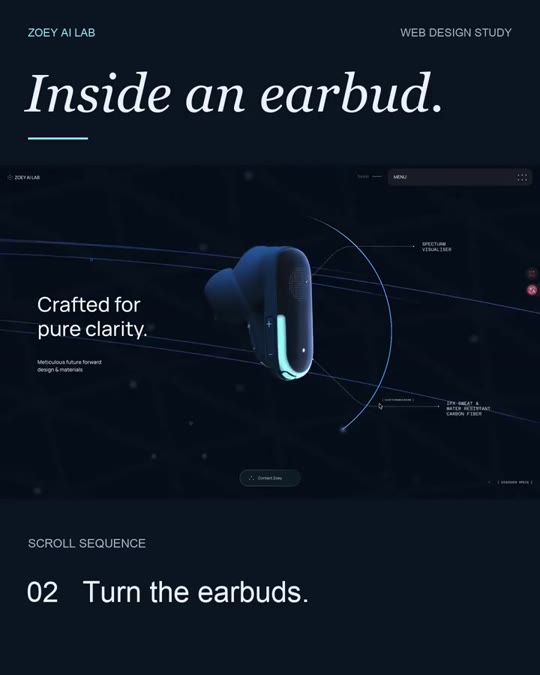 ZOEY AI LAB
WEB DESIGN STUDY
Inside an earbud.
ZOEY AI LAB
MENU
SPECTURM
VISUALISER
Crafted for
pure clarity.
Meticulous future forward
design & materials
IPX SWEAT &
WATER RESISTANT
CARBON FIBER
Contact Zoey
SCROLL SEQUENCE
02 Turn the earbuds.